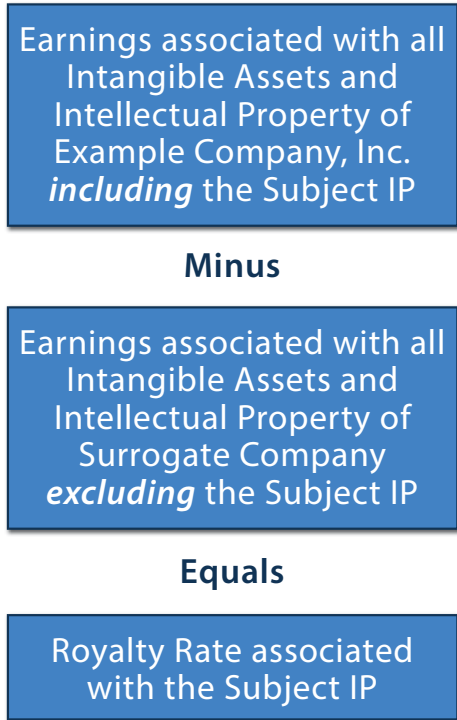 Earnings associated with all
Intangible Assets and
Intellectual Property of
Example Company, Inc.
including the Subject IP
Minus
Earnings associated with all
Intangible Assets and
Intellectual Property of
Surrogate Company
excluding the Subject IP
Equals
Royalty Rate associated
with the Subject IP